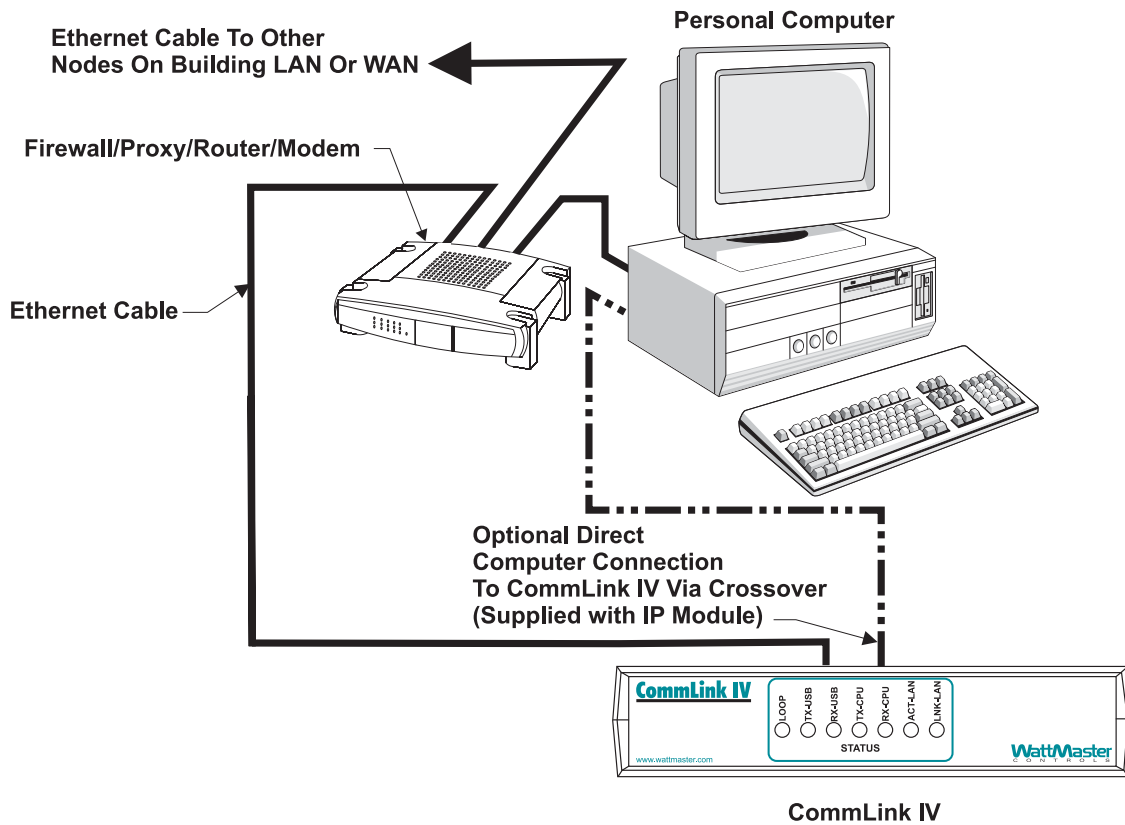 Personal Computer
Ethernet Cable To Other
Nodes On Building LAN Or WAN
Firewall/Proxy/Router/Modem
Ethernet Cable
Optional Direct
Computer Connection
To CommLink IV Via Crossover
(Supplied with IP Module)
CommLink IV
LOOP
TX-USB
RX-USB
TX-CPU
RX-CPU
ACT-LAN
LNK-LAN
STATUS
www.wattmaster.com
WattMaster
CONTROLS
CommLink IV